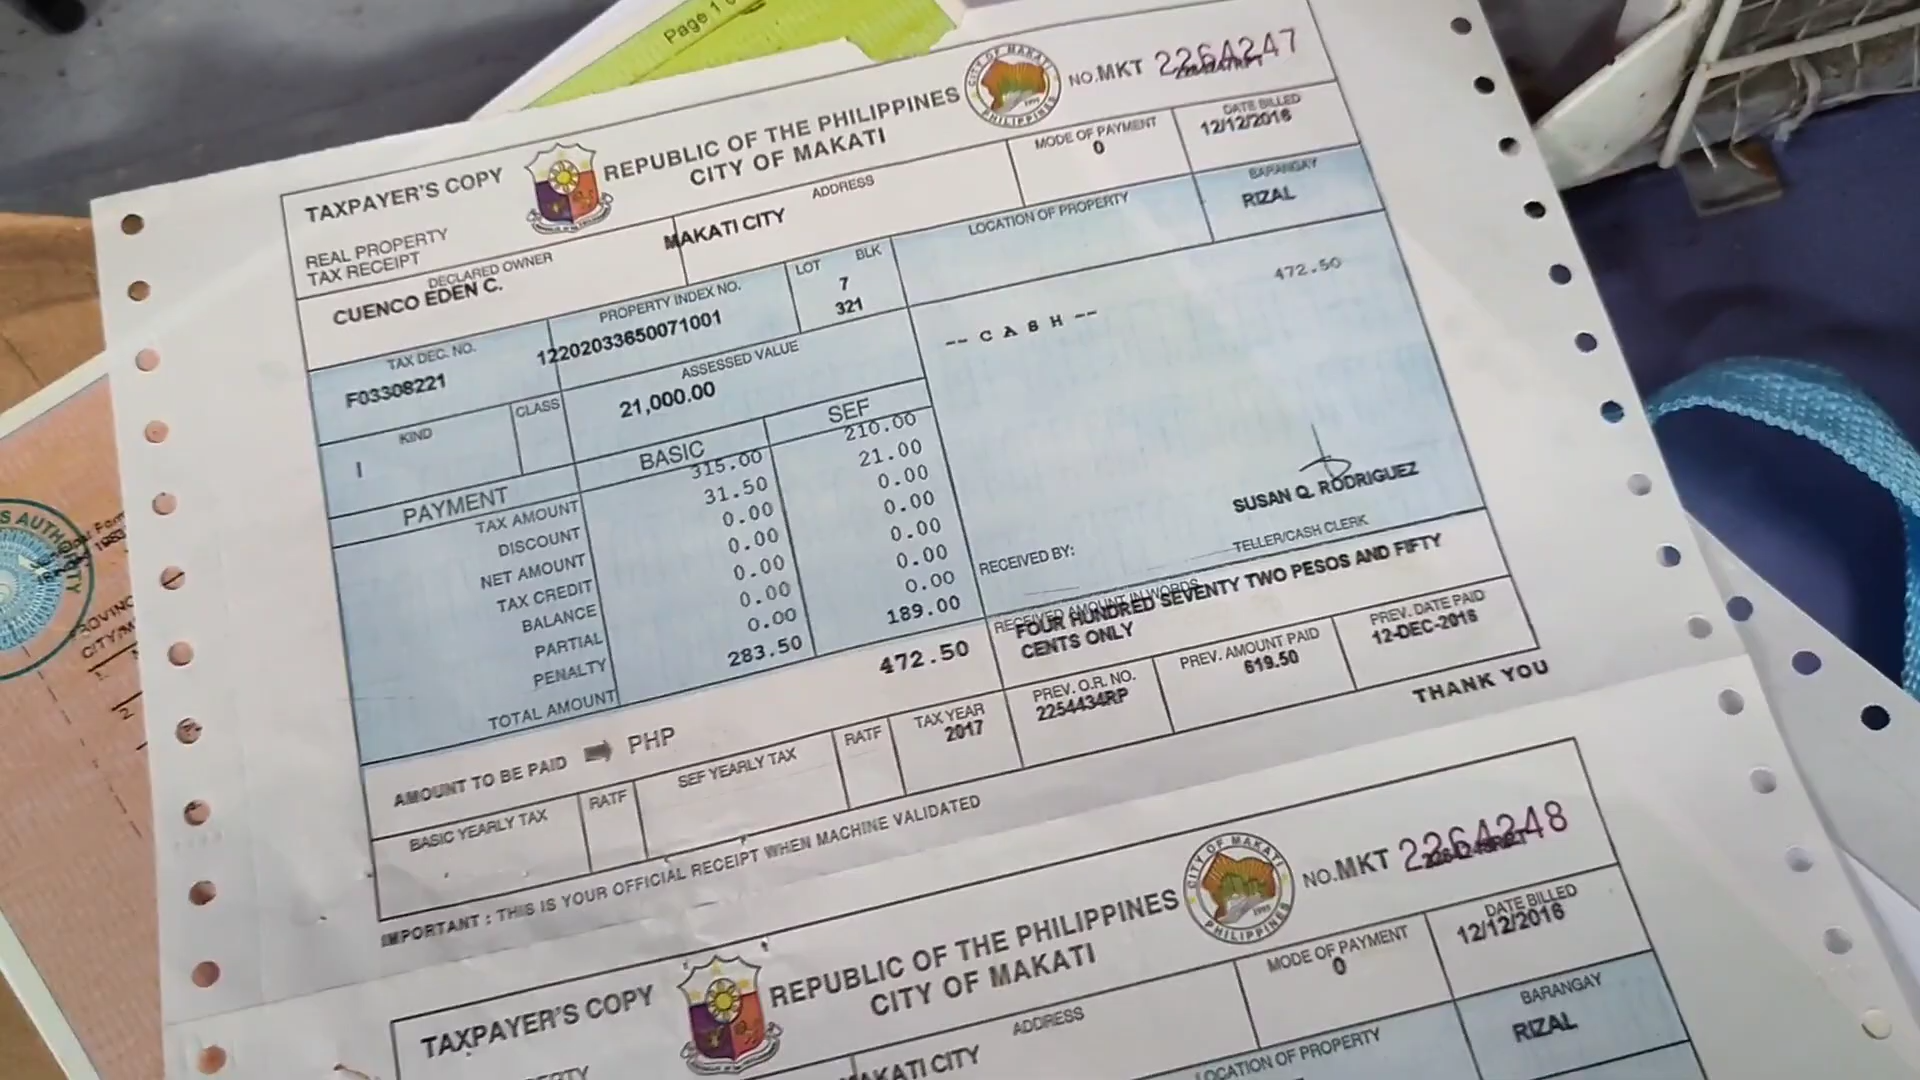 Page 1
TAXPAYER'S COPY
REPUBLIC OF THE PHILIPPINES
CITY OF MAKATI
CITY OF MAKATI
PHILIPPINES
NO.MKT 2264247
REAL PROPERTY
TAX RECEIPT
ADDRESS
MAKATI CITY
MODE OF PAYMENT
0
DATE BILLED
12/12/2016
DECLARED OWNER
CUENCO EDEN C.
LOCATION OF PROPERTY
BARANGAY
RIZAL
TAX DEC. NO.
F03308221
PROPERTY INDEX NO.
12202033650071001
LOT BLK
7
321
KIND
I
CLASS
ASSESSED VALUE
21,000.00
472.50
-- C A S H --
PAYMENT BASIC SEF
TAX AMOUNT 315.00 210.00
DISCOUNT 31.50 21.00
NET AMOUNT 0.00 0.00
TAX CREDIT 0.00 0.00
BALANCE 0.00 0.00
PARTIAL 0.00 0.00
PENALTY 0.00 0.00
TOTAL AMOUNT 283.50 189.00
SUSAN Q. RODRIGUEZ
RECEIVED BY:
TELLER/CASH CLERK
RECEIVED AMOUNT IN WORDS
FOUR HUNDRED SEVENTY TWO PESOS AND FIFTY
CENTS ONLY
AMOUNT TO BE PAID PHP 472.50
BASIC YEARLY TAX
RATF
SEF YEARLY TAX
RATF
TAX YEAR
2017
PREV. O.R. NO.
2254434RP
PREV. AMOUNT PAID
619.50
PREV. DATE PAID
12-DEC-2016
IMPORTANT : THIS IS YOUR OFFICIAL RECEIPT WHEN MACHINE VALIDATED
THANK YOU
TAXPAYER'S COPY
REPUBLIC OF THE PHILIPPINES
CITY OF MAKATI
CITY OF MAKATI
PHILIPPINES
NO.MKT 2264248
ADDRESS
MAKATI CITY
MODE OF PAYMENT
0
DATE BILLED
12/12/2016
LOCATION OF PROPERTY
BARANGAY
RIZAL